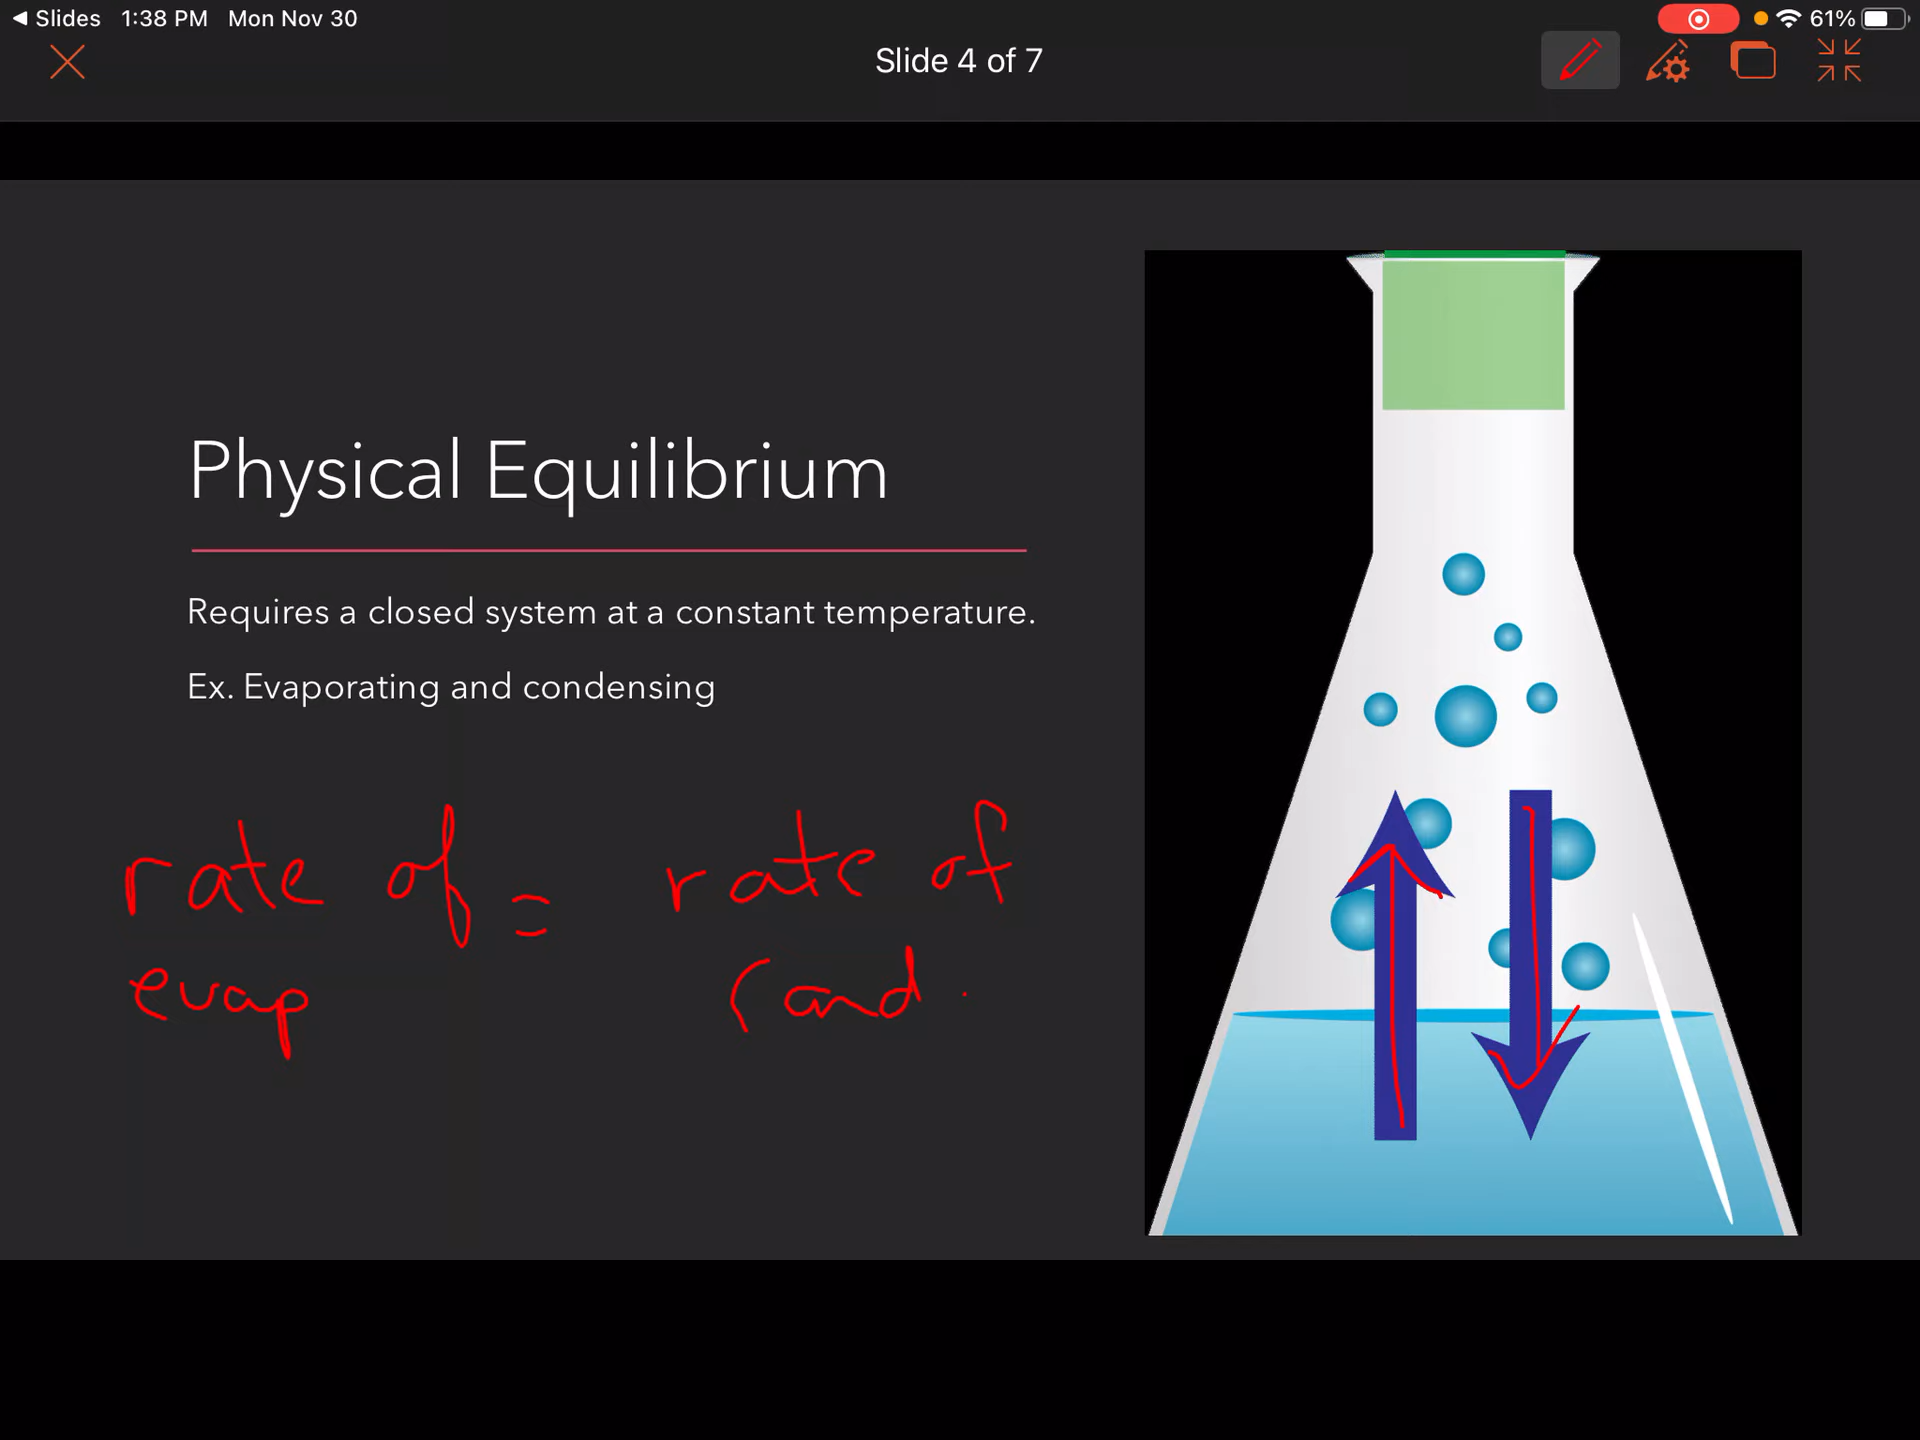 Slides 1:38 PM Mon Nov 30 61%
Slide 4 of 7
Physical Equilibrium
Requires a closed system at a constant temperature.
Ex. Evaporating and condensing
rate of = rate of
evap cond.